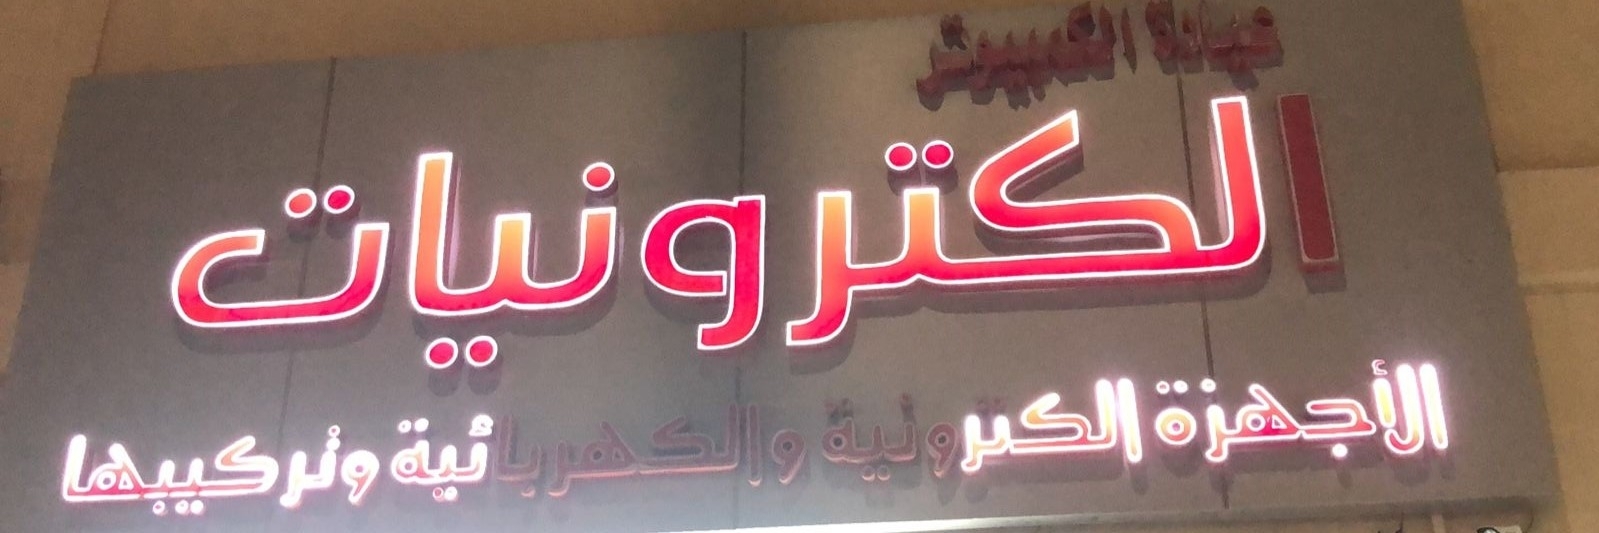 عيادة الكمبيوتر
الكترونيات
الأجهزة الكترونية والكهربائية وتركيبها